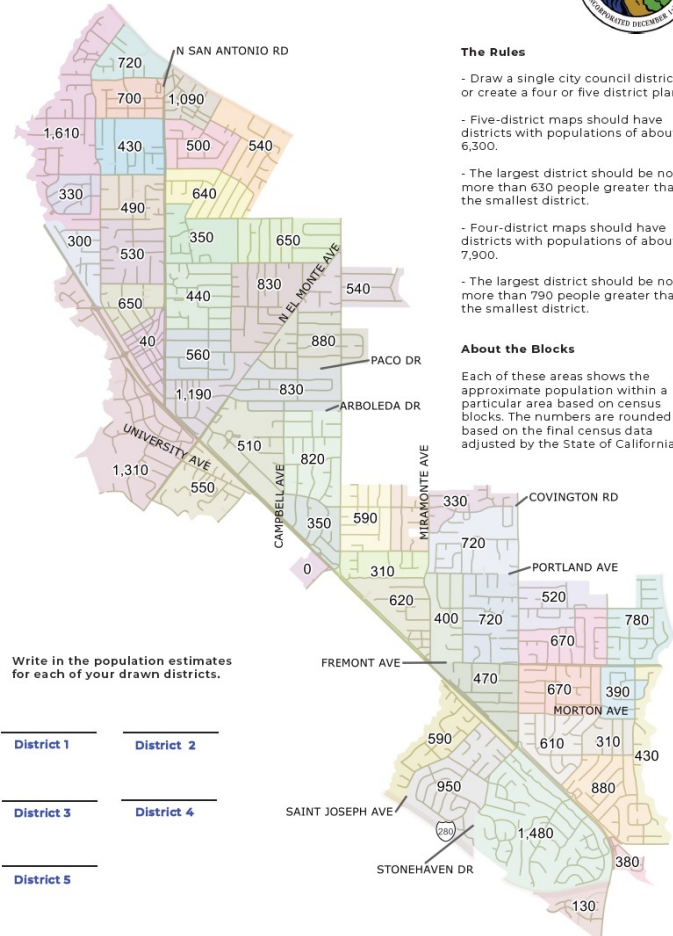 INCORPORATED DECEMBER 1,
N SAN ANTONIO RD
720
700
1,090
1,610
430
500
540
330
490
640
300
530
350
650
N EL MONTE AVE
650
440
830
540
40
560
880
PACO DR
1,190
830
ARBOLEDA DR
UNIVERSITY AVE
510
820
1,310
550
CAMPBELL AVE
350
590
MIRAMONTE AVE
330
COVINGTON RD
720
0
310
PORTLAND AVE
620
400
720
520
780
670
FREMONT AVE
470
670
390
MORTON AVE
590
610
310
430
950
880
SAINT JOSEPH AVE
280
1,480
STONEHAVEN DR
380
130
The Rules
- Draw a single city council distric
or create a four or five district pla
- Five-district maps should have
districts with populations of abou
6,300.
- The largest district should be no
more than 630 people greater tha
the smallest district.
- Four-district maps should have
districts with populations of abou
7,900.
- The largest district should be no
more than 790 people greater tha
the smallest district.
About the Blocks
Each of these areas shows the
approximate population within a
particular area based on census
blocks. The numbers are rounded
based on the final census data
adjusted by the State of California
Write in the population estimates
for each of your drawn districts.
District 1
District 2
District 3
District 4
District 5